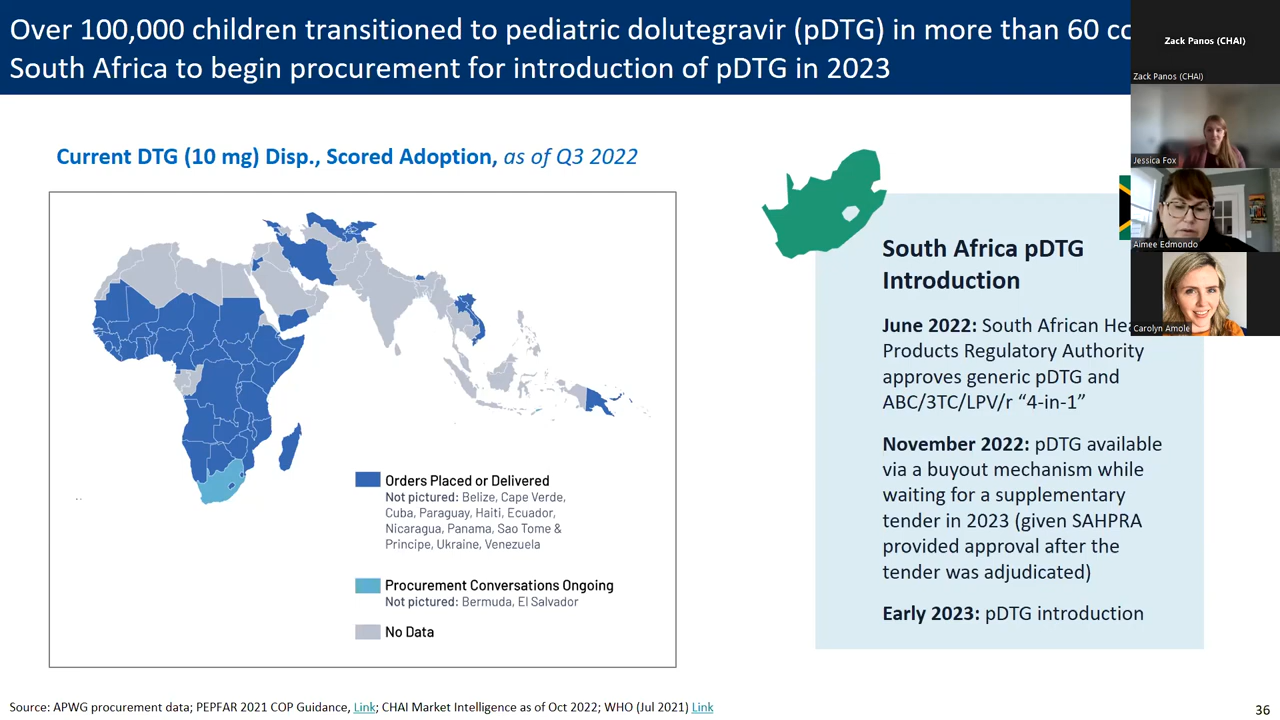 Over 100,000 children transitioned to pediatric dolutegravir (pDTG) in more than 60
South Africa to begin procurement for introduction of pDTG in 2023
Zack Panos (CHAI)
Zack Panos (CHAI)
Jessica Fox
Aimee Edmondo
Carolyn Amole
Current DTG (10 mg) Disp., Scored Adoption, as of Q3 2022
Orders Placed or Delivered
Not pictured: Belize, Cape Verde,
Cuba, Paraguay, Haiti, Ecuador,
Nicaragua, Panama, Sao Tome &
Principe, Ukraine, Venezuela
Procurement Conversations Ongoing
Not pictured: Bermuda, El Salvador
No Data
South Africa pDTG
Introduction
June 2022: South African
Products Regulatory Authority
approves generic pDTG and
ABC/3TC/LPV/r “4-in-1”
November 2022: pDTG available
via a buyout mechanism while
waiting for a supplementary
tender in 2023 (given SAHPRA
provided approval after the
tender was adjudicated)
Early 2023: pDTG introduction
Source: APWG procurement data; PEPFAR 2021 COP Guidance, Link; CHAI Market Intelligence as of Oct 2022; WHO (Jul 2021) Link
36